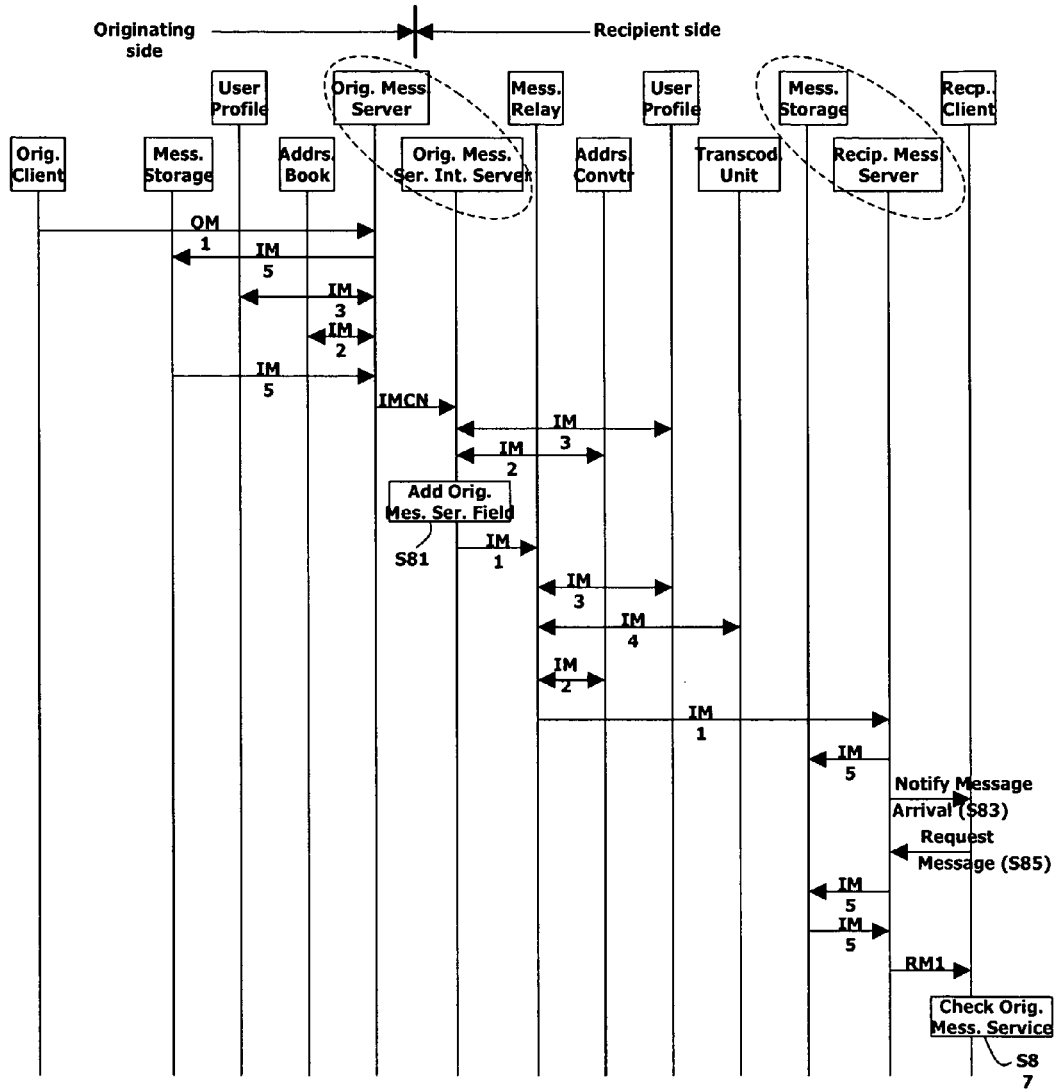 Originating
side
Recipient side
User
Profile
Orig. Mess.
Server
Mess.
Relay
User
Profile
Mess.
Storage
Recp..
Client
Orig.
Client
Mess.
Storage
Addrs.
Book
Orig. Mess.
Ser. Int. Server
Addrs.
Convtr
Transcod.
Unit
Recip. Mess.
Server
OM
1
IM
5
IM
3
IM
2
IM
5
IMCN
IM
3
IM
2
Add Orig.
Mes. Ser. Field
S81
IM
1
IM
3
IM
4
IM
2
IM
1
IM
5
Notify Message
Arrival (S83)
Request
Message (S85)
IM
5
IM
5
RM1
Check Orig.
Mess. Service
S8
7